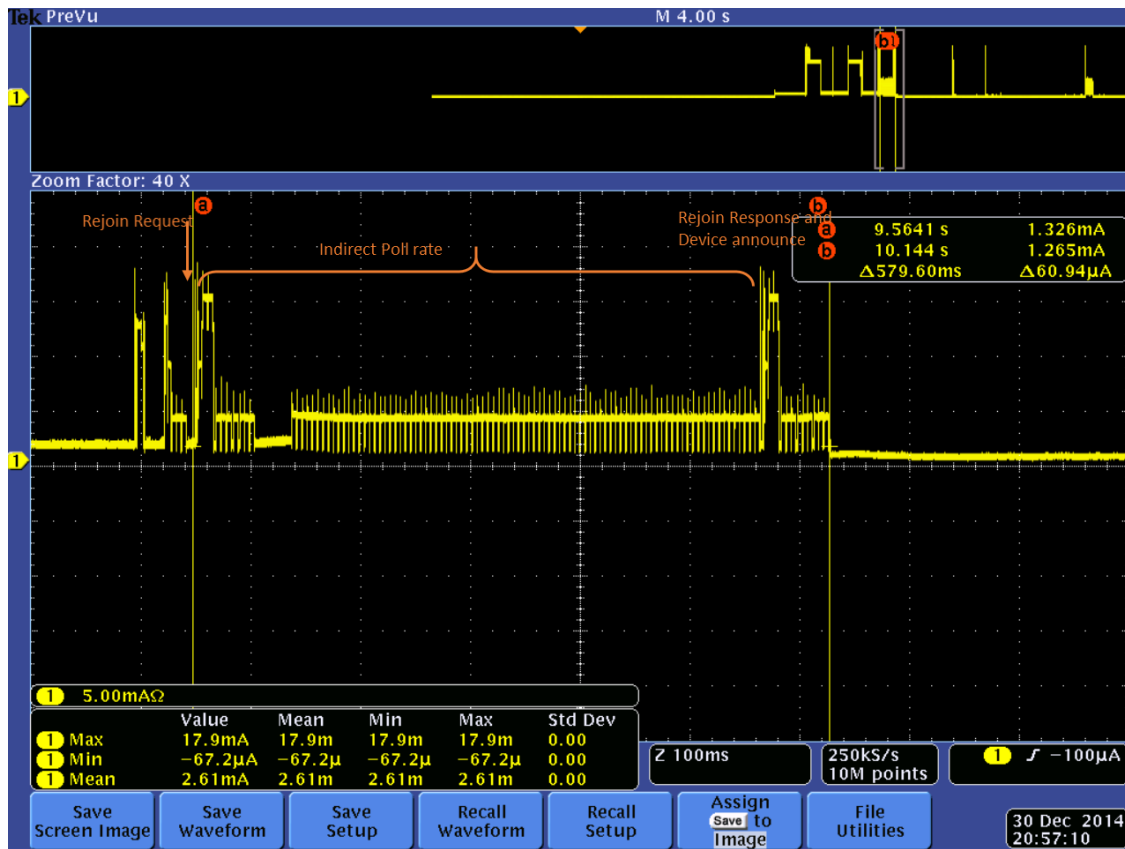 Tek PreVu M 4.00 s
b1
1
Zoom Factor: 40 X
a b
Rejoin Request
Indirect Poll rate
Rejoin Response and
Device announce
a 9.5641 s 1.326mA
b 10.144 s 1.265mA
Δ579.60ms Δ60.94μA
1
1 5.00mAΩ
Value Mean Min Max Std Dev
1 Max 17.9mA 17.9m 17.9m 17.9m 0.00
1 Min −67.2μA −67.2μ −67.2μ −67.2μ 0.00
1 Mean 2.61mA 2.61m 2.61m 2.61m 0.00
Z 100ms
250kS/s
10M points
1 ƒ −100μA
Save
Screen Image
Save
Waveform
Save
Setup
Recall
Waveform
Recall
Setup
Assign
Save to
Image
File
Utilities
30 Dec 2014
20:57:10